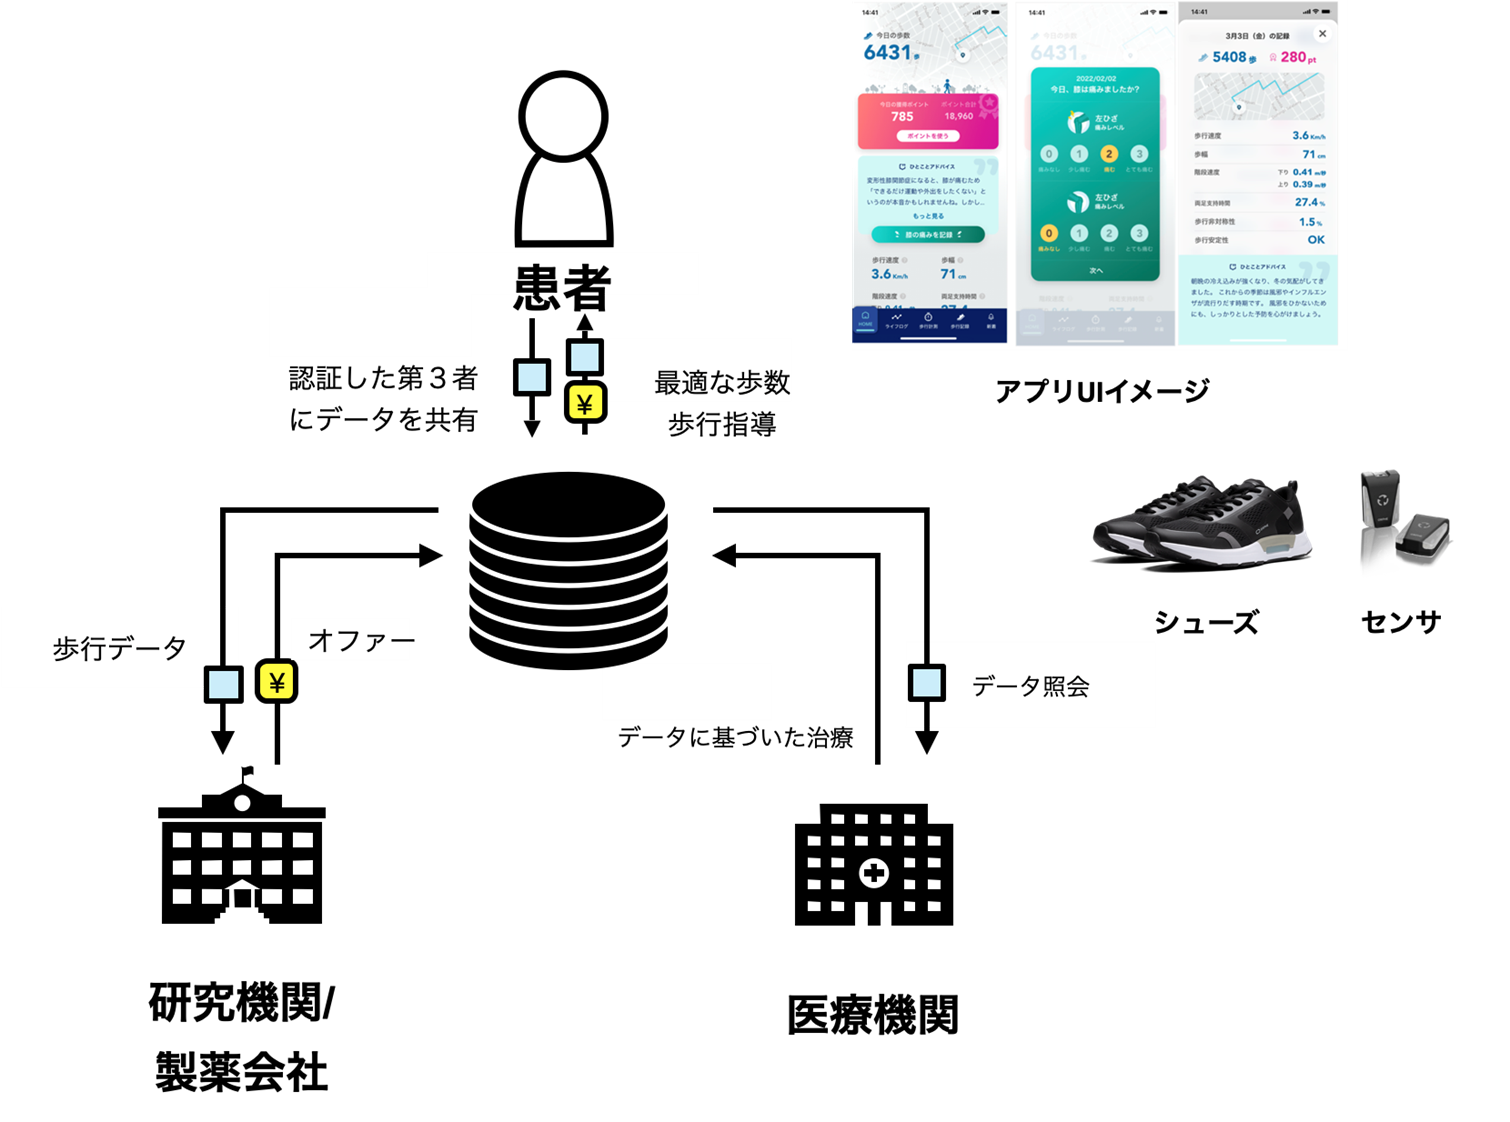 14:41
今日の歩数
6431歩
今日の獲得ポイント
ポイント合計
785
18,960
ポイントを使う
ひとことアドバイス
変形性膝関節症になると、膝が痛むため
「できるだけ運動や外出をしたくない」と
いうのが本音かもしれませんね。しかし...
もっと見る
膝の痛みを記録
歩行速度
歩幅
3.6 Km/h
71 cm
階段速度
両足支持時間
HOME
ライフログ
歩行計測
歩行記録
新着
14:41
今日の歩数
6431
2022/02/02
今日、膝は痛みましたか?
左ひざ
痛みレベル
0 1 2 3
痛みなし 少し痛む 痛む とても痛む
左ひざ
痛みレベル
0 1 2 3
痛みなし 少し痛む 痛む とても痛む
次へ
14:41
3月3日(金)の記録
5408歩 280pt
歩行速度 3.6 Km/h
歩幅 71 cm
階段速度 下り 0.41 m/秒
上り 0.39 m/秒
両足支持時間 27.4 %
歩行非対称性 1.5 %
歩行安定性 OK
ひとことアドバイス
朝晩の冷え込みが強くなり、冬の気配がしてき
ました。これからの季節は風邪やインフルエン
ザが流行りだす時期です。風邪をひかないため
にも、しっかりとした予防を心がけましょう。
アプリUIイメージ
患者
認証した第3者
にデータを共有
¥
最適な歩数
歩行指導
シューズ
センサ
歩行データ
¥
オファー
データ照会
データに基づいた治療
研究機関/
製薬会社
医療機関